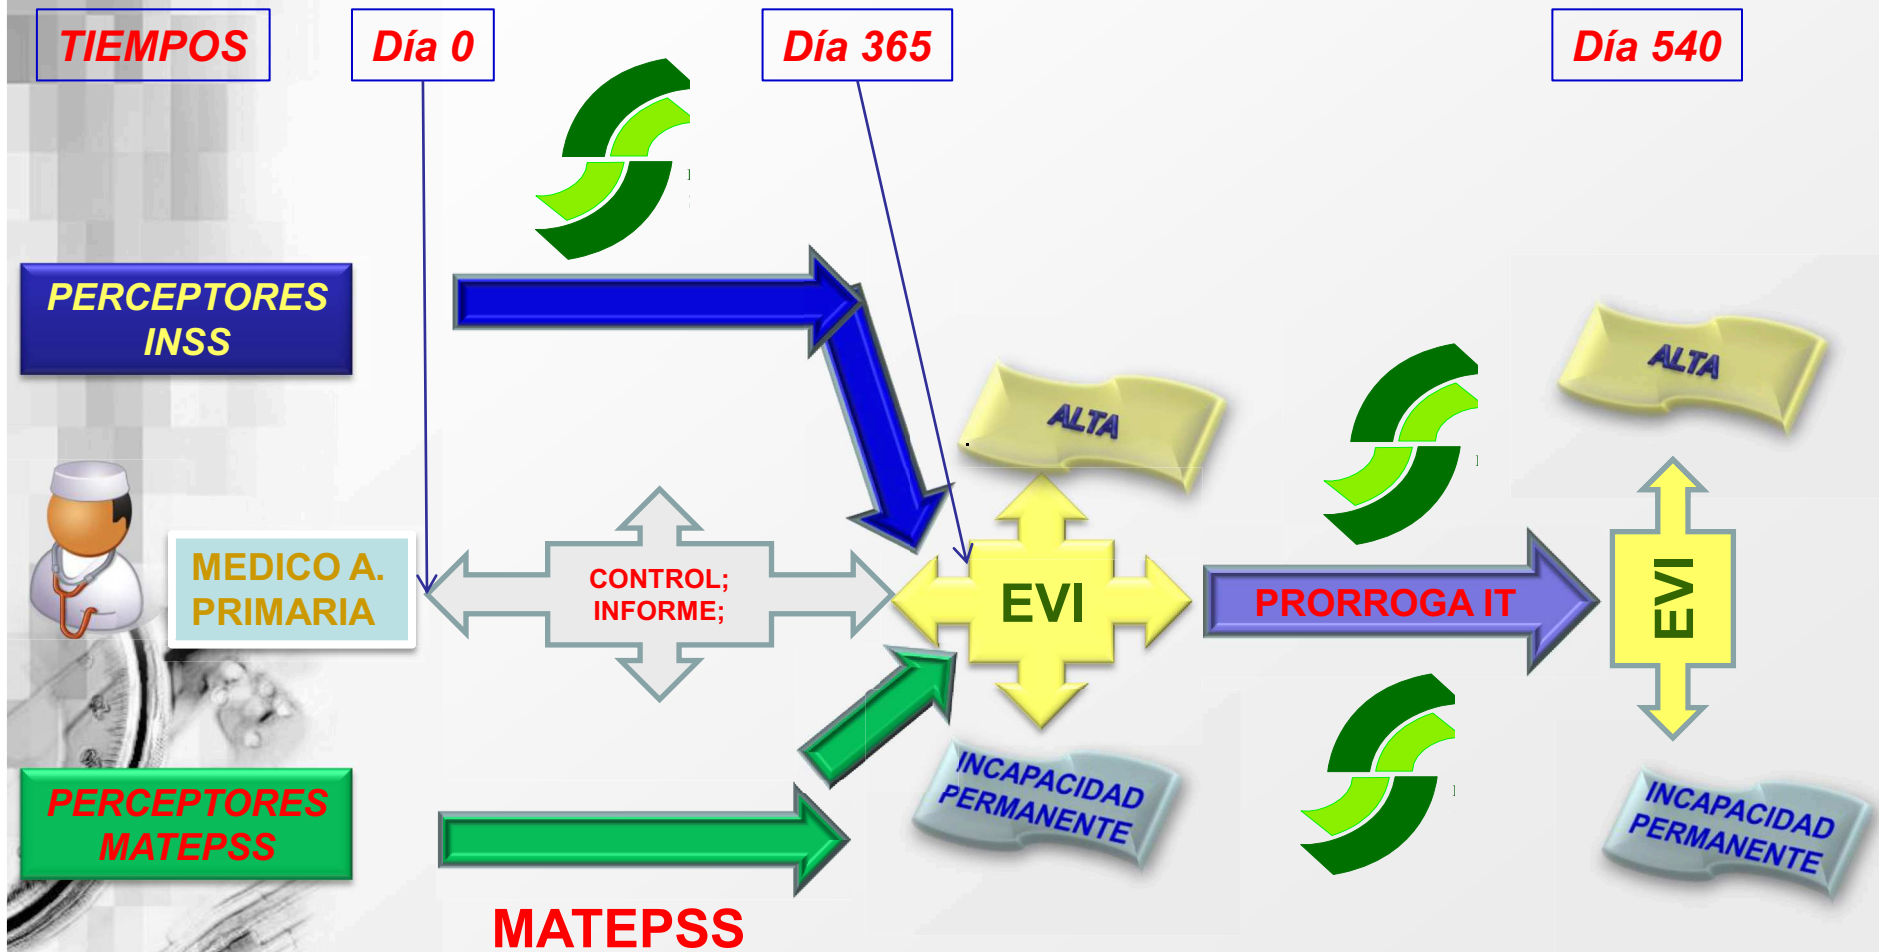 TIEMPOS
Día 0
Día 365
Día 540
PERCEPTORES
INSS
ALTA
ALTA
MEDICO A.
PRIMARIA
CONTROL;
INFORME;
EVI
PRORROGA IT
EVI
PERCEPTORES
MATEPSS
INCAPACIDAD
PERMANENTE
INCAPACIDAD
PERMANENTE
MATEPSS